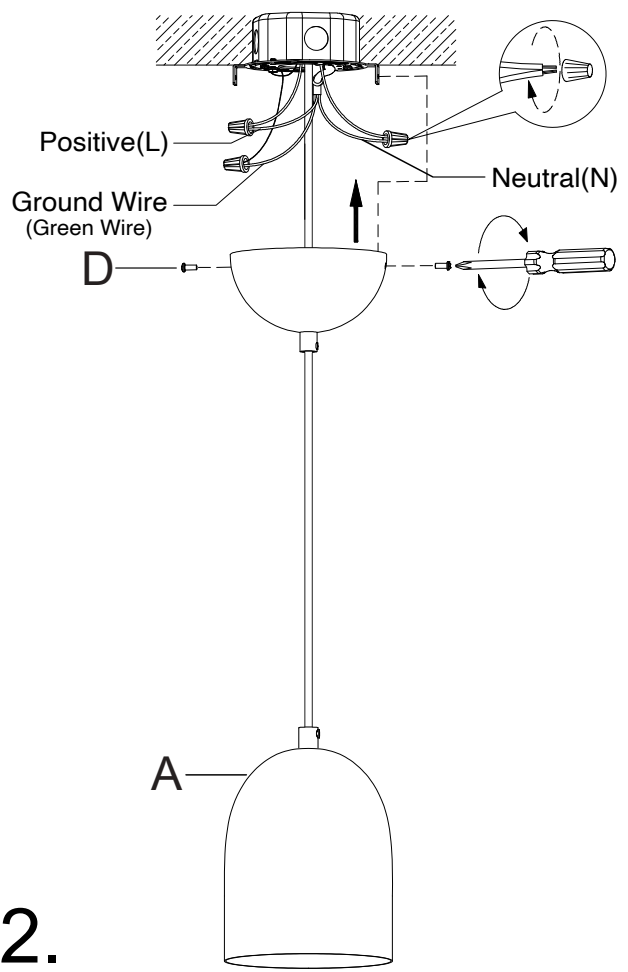 Positive(L)
Ground Wire
(Green Wire)
Neutral(N)
D
A
2.